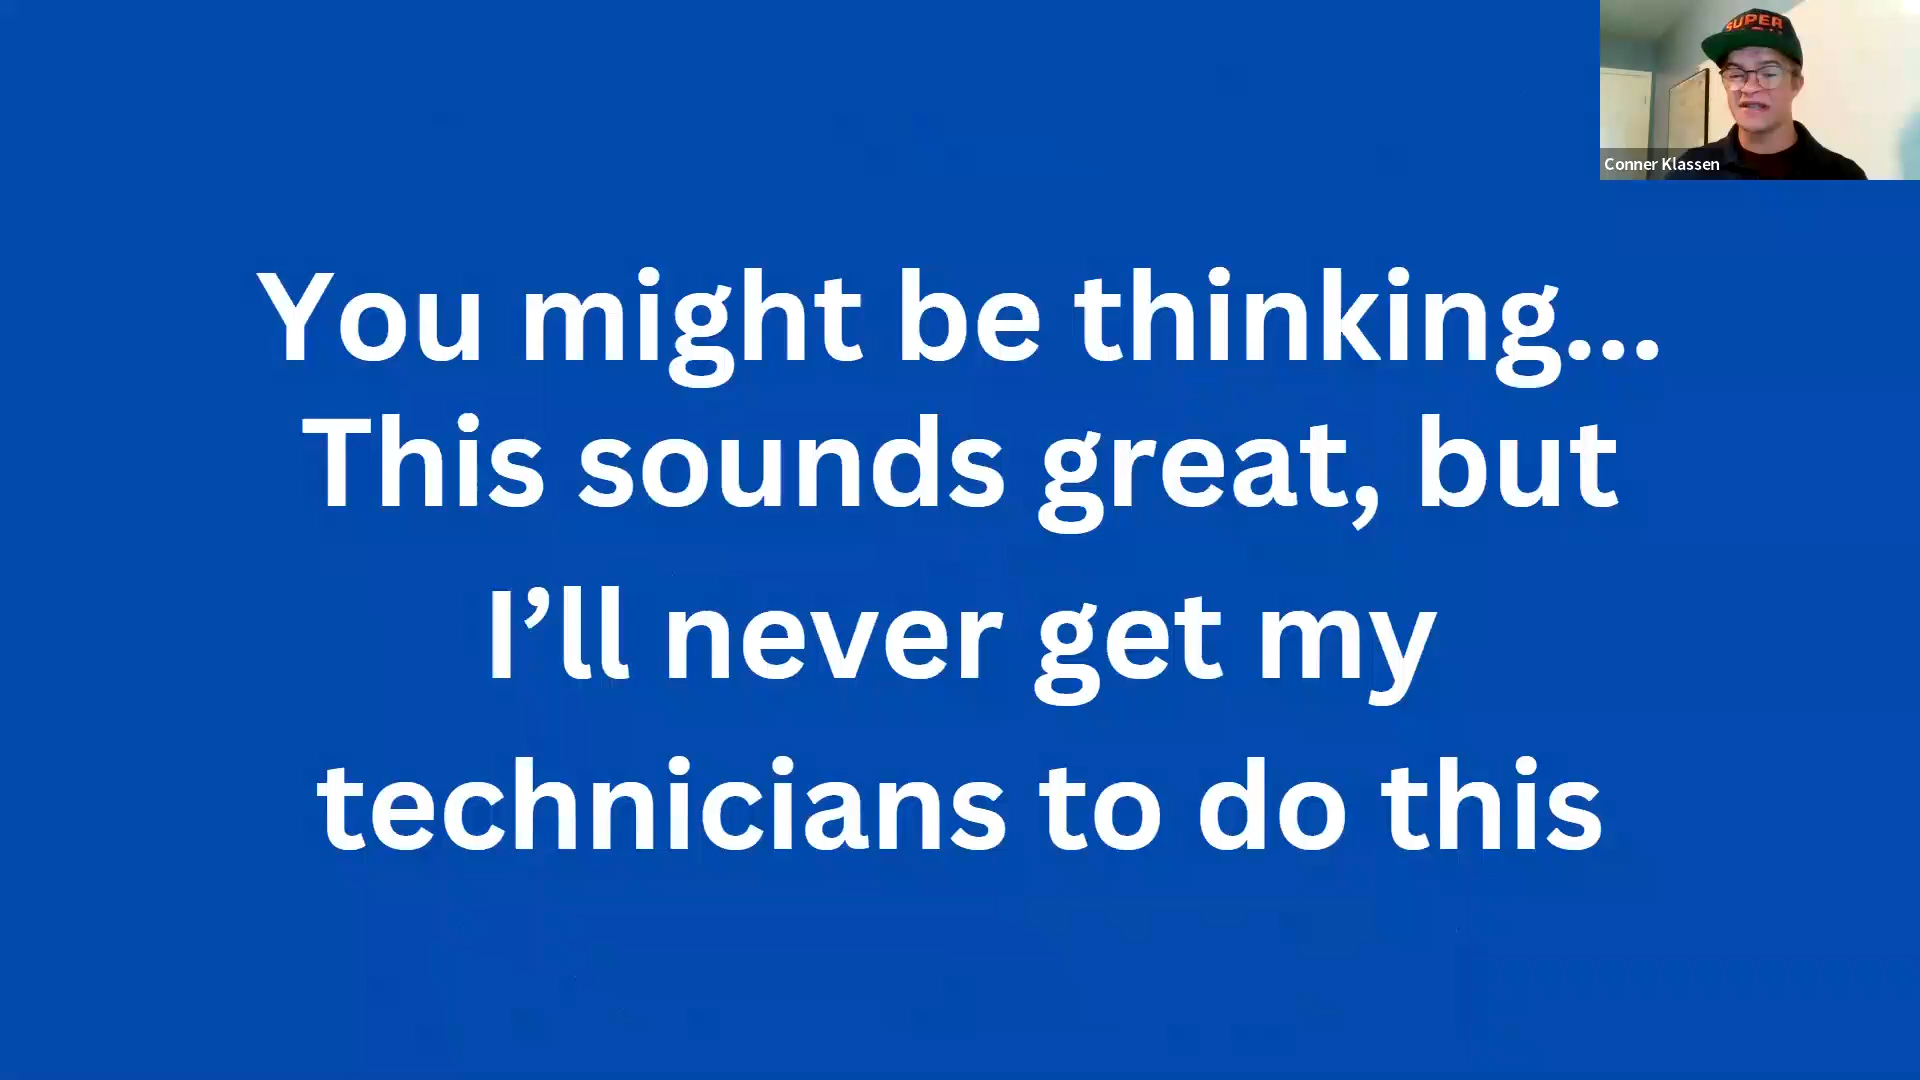 SUPER
Conner Klassen
You might be thinking...
This sounds great, but
I’ll never get my
technicians to do this